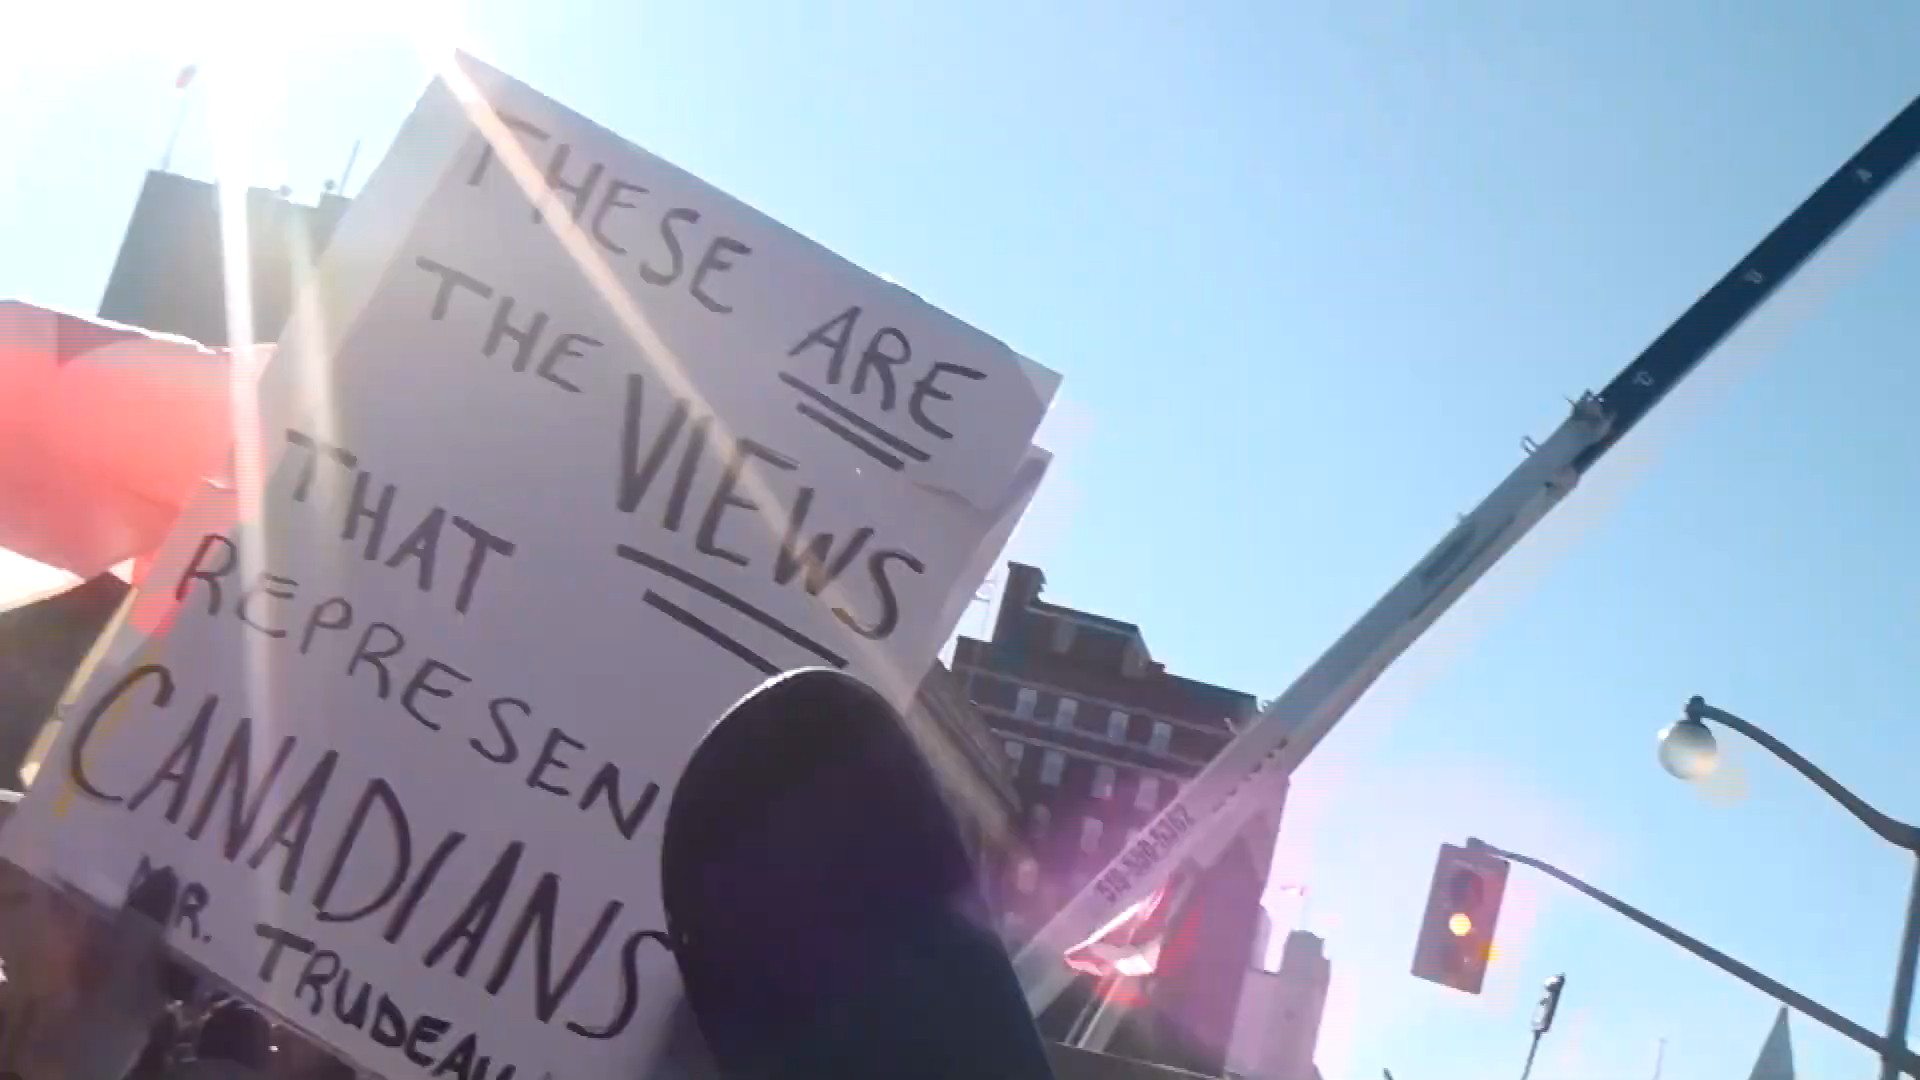 THESE ARE
THE VIEWS
THAT
REPRESEN
CANADIANS
MR. TRUDEAU